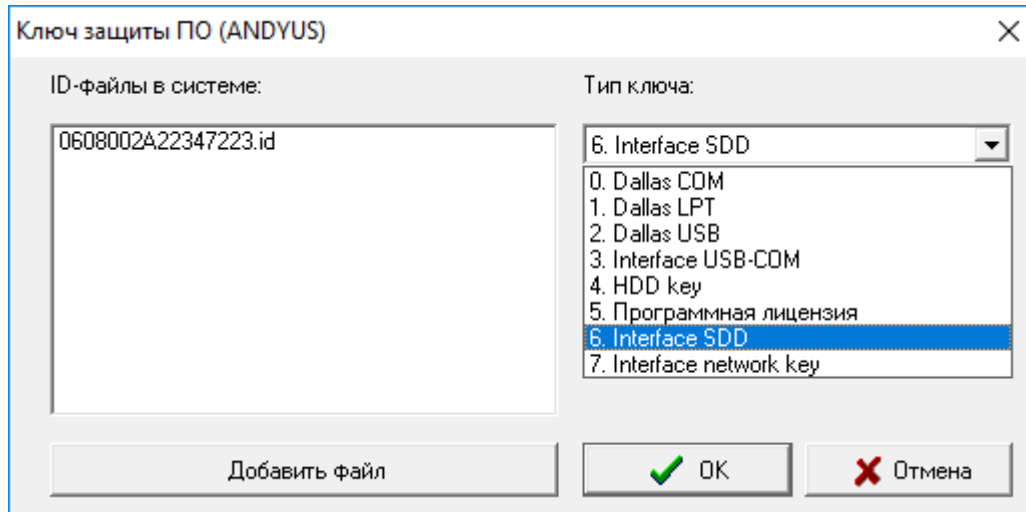 Ключ защиты ПО (ANDYUS)
ID-файлы в системе:
0608002A22347223.id
Тип ключа:
6. Interface SDD
0. Dallas COM
1. Dallas LPT
2. Dallas USB
3. Interface USB-COM
4. HDD key
5. Программная лицензия
6. Interface SDD
7. Interface network key
Добавить файл
OK
Отмена